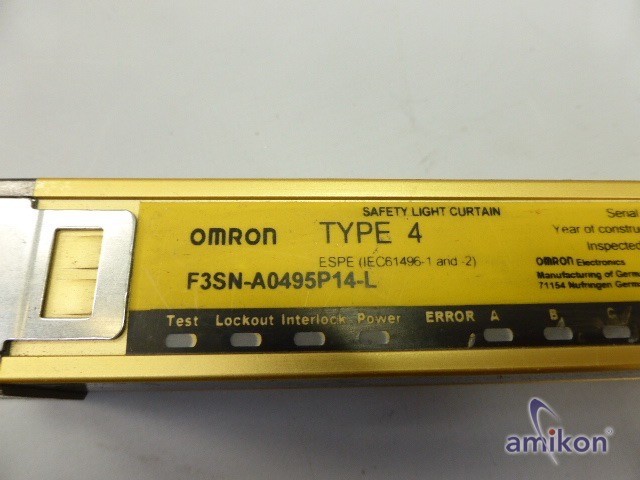 SAFETY LIGHT CURTAIN
OMRON TYPE 4
ESPE (IEC61496-1 and -2)
F3SN-A0495P14-L
Serial
Year of constru
Inspected
OMRON Electronics
Manufacturing of Germ
71154 Nufringen Germ
Test Lockout Interlock Power ERROR A B C
amikon